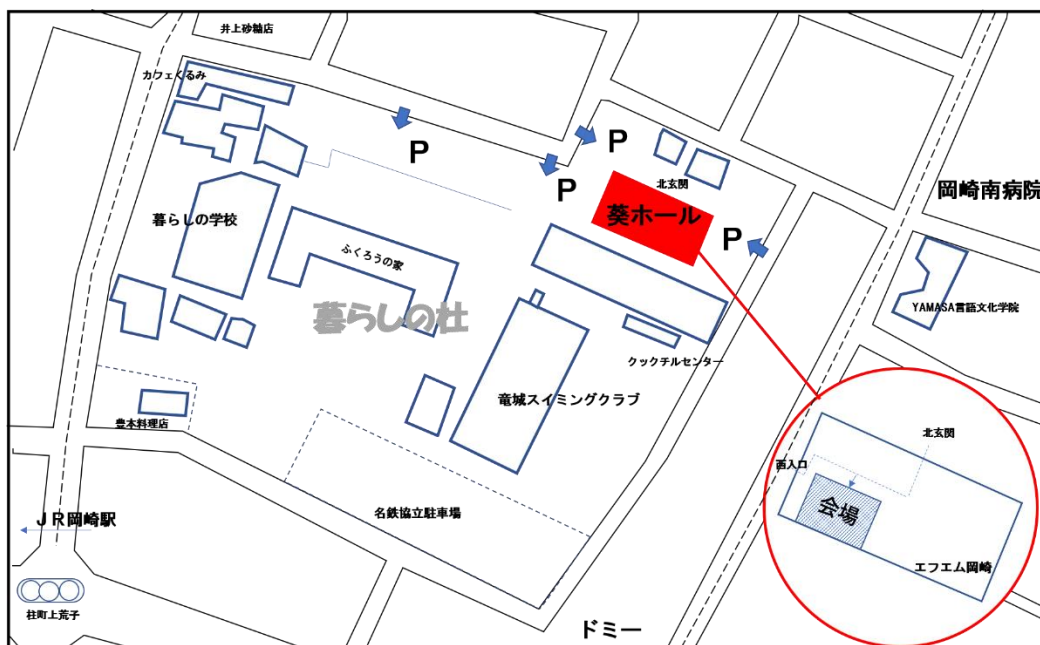 井上砂糖店
カフェくるみ
P
P
P
北玄関
葵ホール
P
岡崎南病院
暮らしの学校
ふくろうの家
暮らしの杜
YAMASA言語文化学院
クックチルセンター
竜城スイミングクラブ
豊本料理店
北玄関
西入口
会場
エフエム岡崎
名鉄協立駐車場
JR岡崎駅
柱町上荒子
ドミー